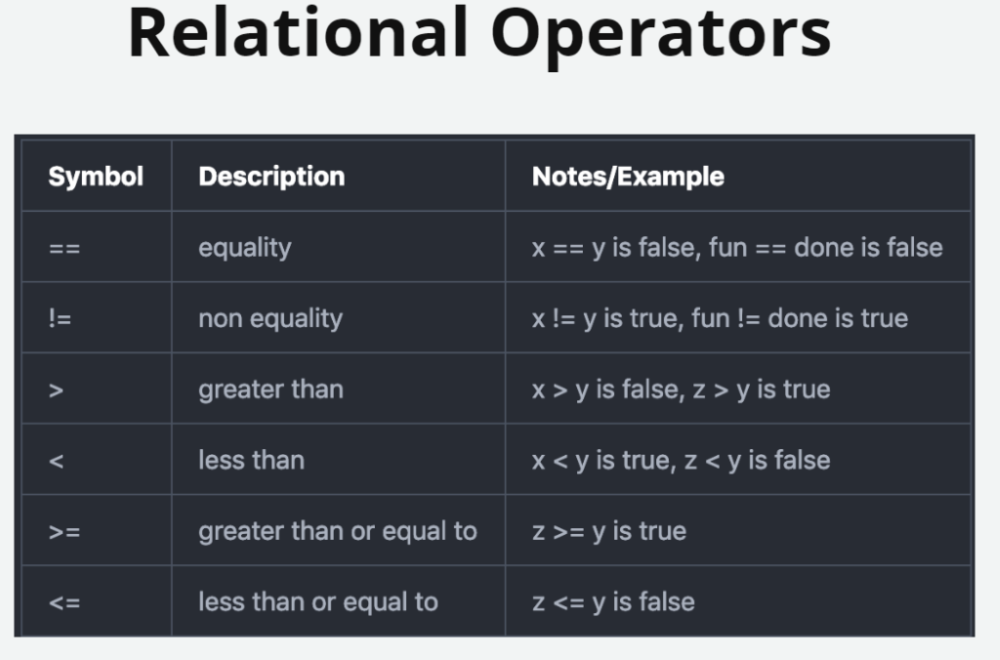 Relational Operators
Symbol Description Notes/Example
== equality x == y is false, fun == done is false
!= non equality x != y is true, fun != done is true
> greater than x > y is false, z > y is true
< less than x < y is true, z < y is false
>= greater than or equal to z >= y is true
<= less than or equal to z <= y is false